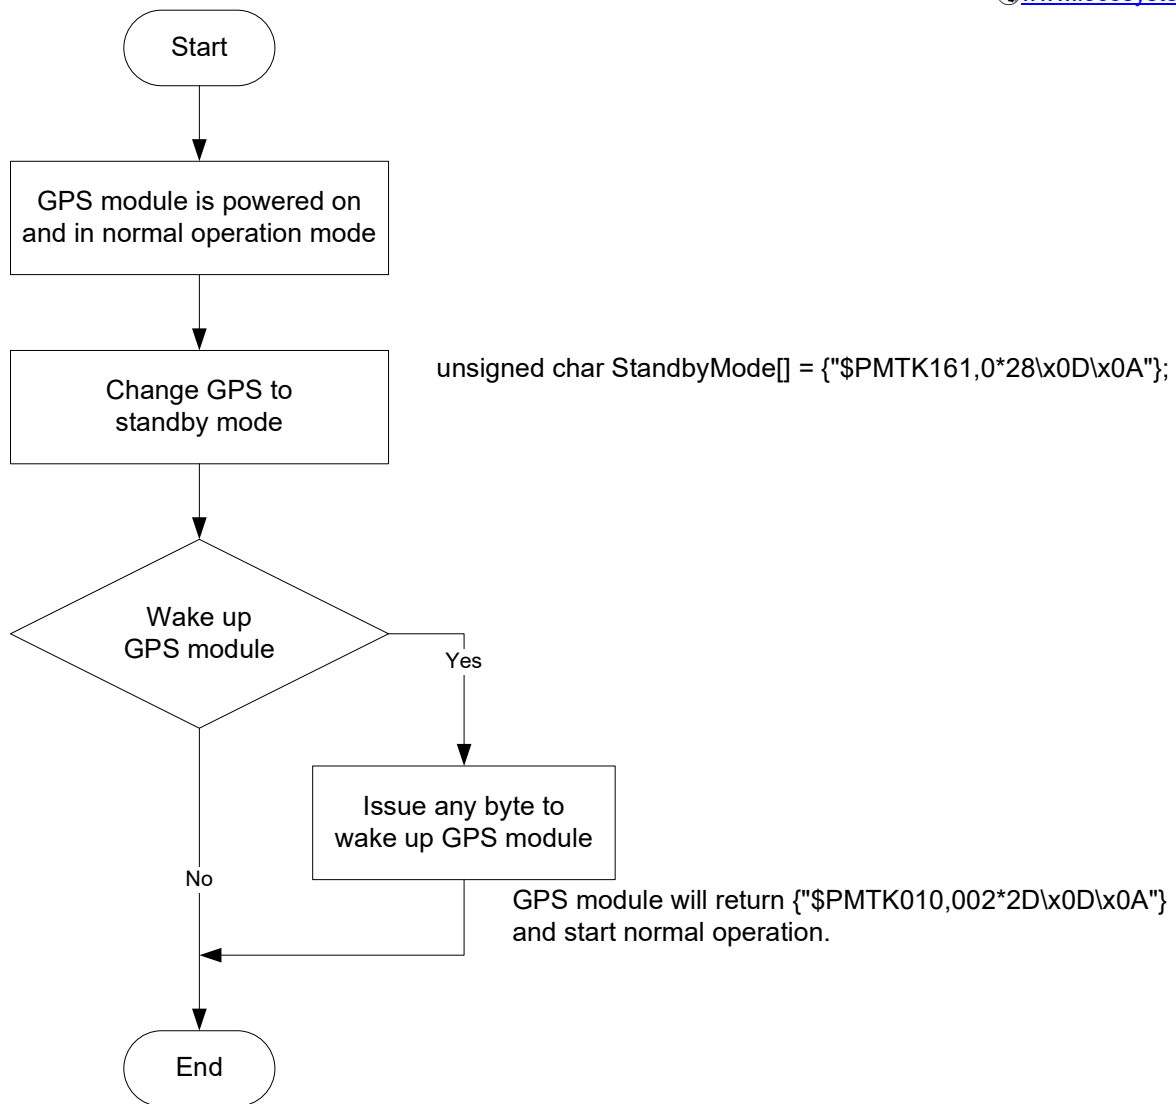 Start
GPS module is powered on
and in normal operation mode
Change GPS to
standby mode
unsigned char StandbyMode[] = {"$PMTK161,0*28\x0D\x0A"};
Wake up
GPS module
Yes
Issue any byte to
wake up GPS module
No
GPS module will return {"$PMTK010,002*2D\x0D\x0A"}
and start normal operation.
End